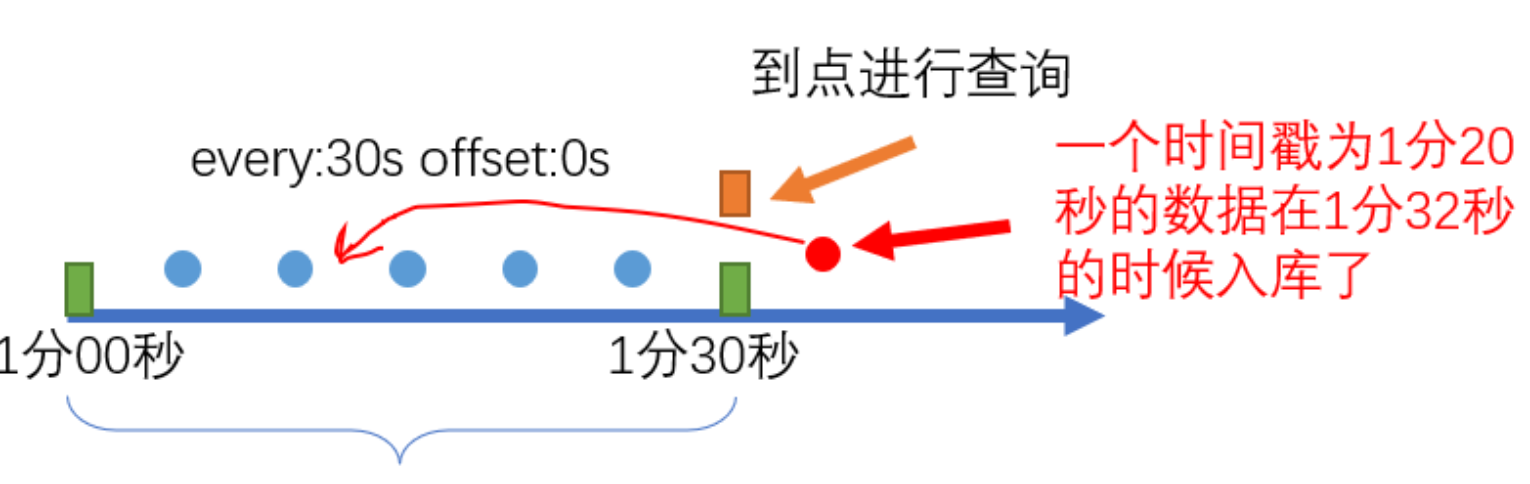 到点进行查询
every:30s offset:0s
一个时间戳为1分20
秒的数据在1分32秒
的时候入库了
1分00秒
1分30秒